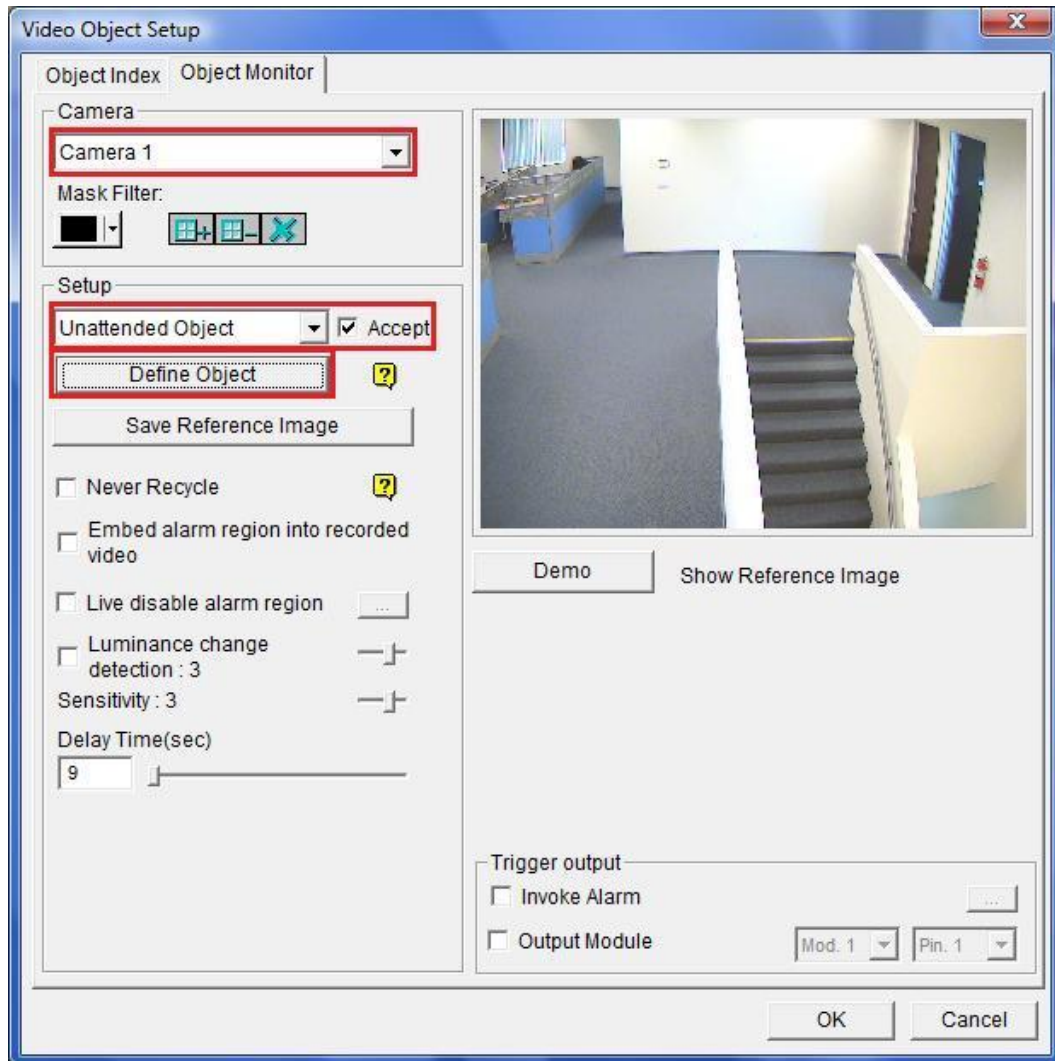 Video Object Setup
Object Index
Object Monitor
Camera
Camera 1
Mask Filter:
Setup
Unattended Object
Accept
Define Object
Save Reference Image
Never Recycle
Embed alarm region into recorded
video
Live disable alarm region
...
Luminance change
detection : 3
Sensitivity : 3
Delay Time(sec)
9
Demo
Show Reference Image
Trigger output
Invoke Alarm
...
Output Module
Mod. 1
Pin. 1
OK
Cancel